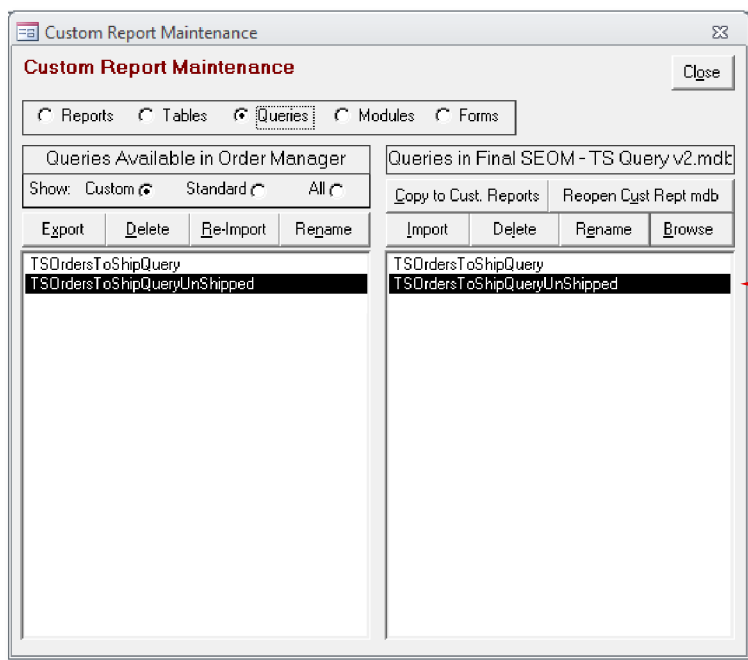 Custom Report Maintenance
Custom Report Maintenance
Close
Reports Tables Queries Modules Forms
Queries Available in Order Manager
Queries in Final SEOM - TS Query v2.mdb
Show: Custom Standard All
Copy to Cust. Reports Reopen Cust Rept mdb
Export Delete Re-Import Rename
Import Delete Rename Browse
TSOrdersToShipQuery
TSOrdersToShipQueryUnShipped
TSOrdersToShipQuery
TSOrdersToShipQueryUnShipped